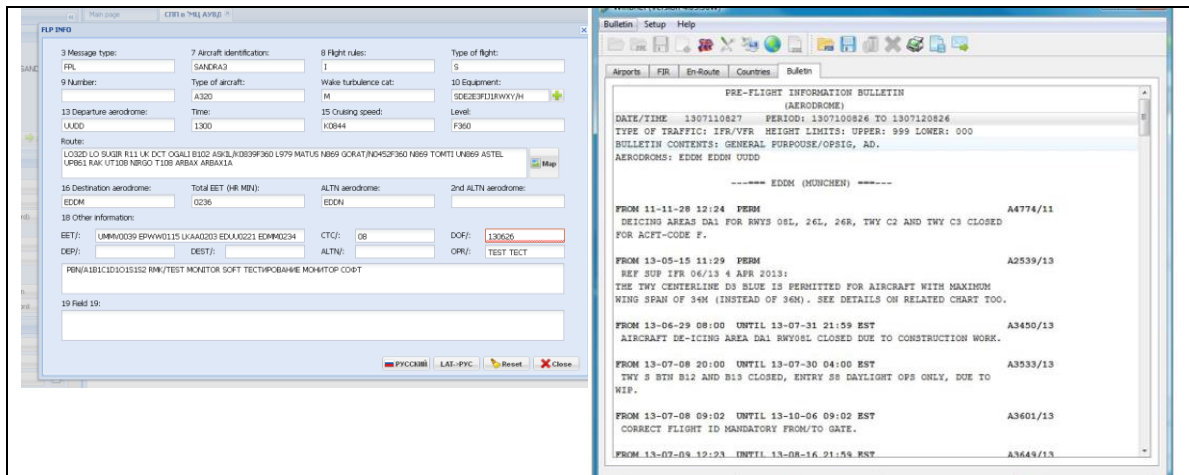 Main page
FLP INFO
3 Message type: 7 Aircraft identification: 8 Flight rules: Type of flight:
FPL SANDRA3 I S
9 Number: Type of aircraft: Wake turbulence cat: 10 Equipment:
A320 M SDE2E3FIJ1RWXY/H
13 Departure aerodrome: Time: 15 Cruising speed: Level:
UUDD 1300 K0844 F360
Route:
LO32D LO SUGIR R11 UK DCT OGALI B102 ASKIL/K0839F360 L979 MATUS N869 GORAT/N0452F360 N869 TOMTI UN869 ASTEL
UP861 RAK UT108 NIRGO T108 ARBAX ARBAX1A
Map
16 Destination aerodrome: Total EET (HR MIN): ALTN aerodrome: 2nd ALTN aerodrome:
EDDM 0236 EDDN
18 Other information:
EET/: UMMV0039 EPWW0115 LKAA0203 EDUU0221 EDMM0234 CTC/: 08 DOF/: 130626
DEP/: DEST/: ALTN/: OPR/: TEST TECT
PBN/A1B1C1D1O1S1S2 RMK/TEST MONITOR SOFT ТЕСТИРОВАНИЕ МОНИТОР СОФТ
19 Field 19:
РУССКИЙ LAT->РУС Reset Close
Bulletin Setup Help
Airports FIR En-Route Countries Bulletin
PRE-FLIGHT INFORMATION BULLETIN
(AERODROME)
DATE/TIME 1307110827 PERIOD: 1307100826 TO 1307120826
TYPE OF TRAFFIC: IFR/VFR HEIGHT LIMITS: UPPER: 999 LOWER: 000
BULLETIN CONTENTS: GENERAL PURPOUSE/OPSIG, AD.
AERODROMS: EDDM EDDN UUDD
---=== EDDM (MUNCHEN) ===---
FROM 11-11-28 12:24 PERM A4774/11
DEICING AREAS DA1 FOR RWYS 08L, 26L, 26R, TWY C2 AND TWY C3 CLOSED
FOR ACFT-CODE F.
FROM 13-05-15 11:29 PERM A2539/13
REF SUP IFR 06/13 4 APR 2013:
THE TWY CENTERLINE D3 BLUE IS PERMITTED FOR AIRCRAFT WITH MAXIMUM
WING SPAN OF 34M (INSTEAD OF 36M). SEE DETAILS ON RELATED CHART TOO.
FROM 13-06-29 08:00 UNTIL 13-07-31 21:59 EST A3450/13
AIRCRAFT DE-ICING AREA DA1 RWY08L CLOSED DUE TO CONSTRUCTION WORK.
FROM 13-07-08 20:00 UNTIL 13-07-30 04:00 EST A3533/13
TWY S BTN B12 AND B13 CLOSED, ENTRY S8 DAYLIGHT OPS ONLY, DUE TO
WIP.
FROM 13-07-08 09:02 UNTIL 13-10-06 09:02 EST A3601/13
CORRECT FLIGHT ID MANDATORY FROM/TO GATE.
FROM 13-07-09 12:23 UNTIL 13-08-16 21:59 EST A3649/13